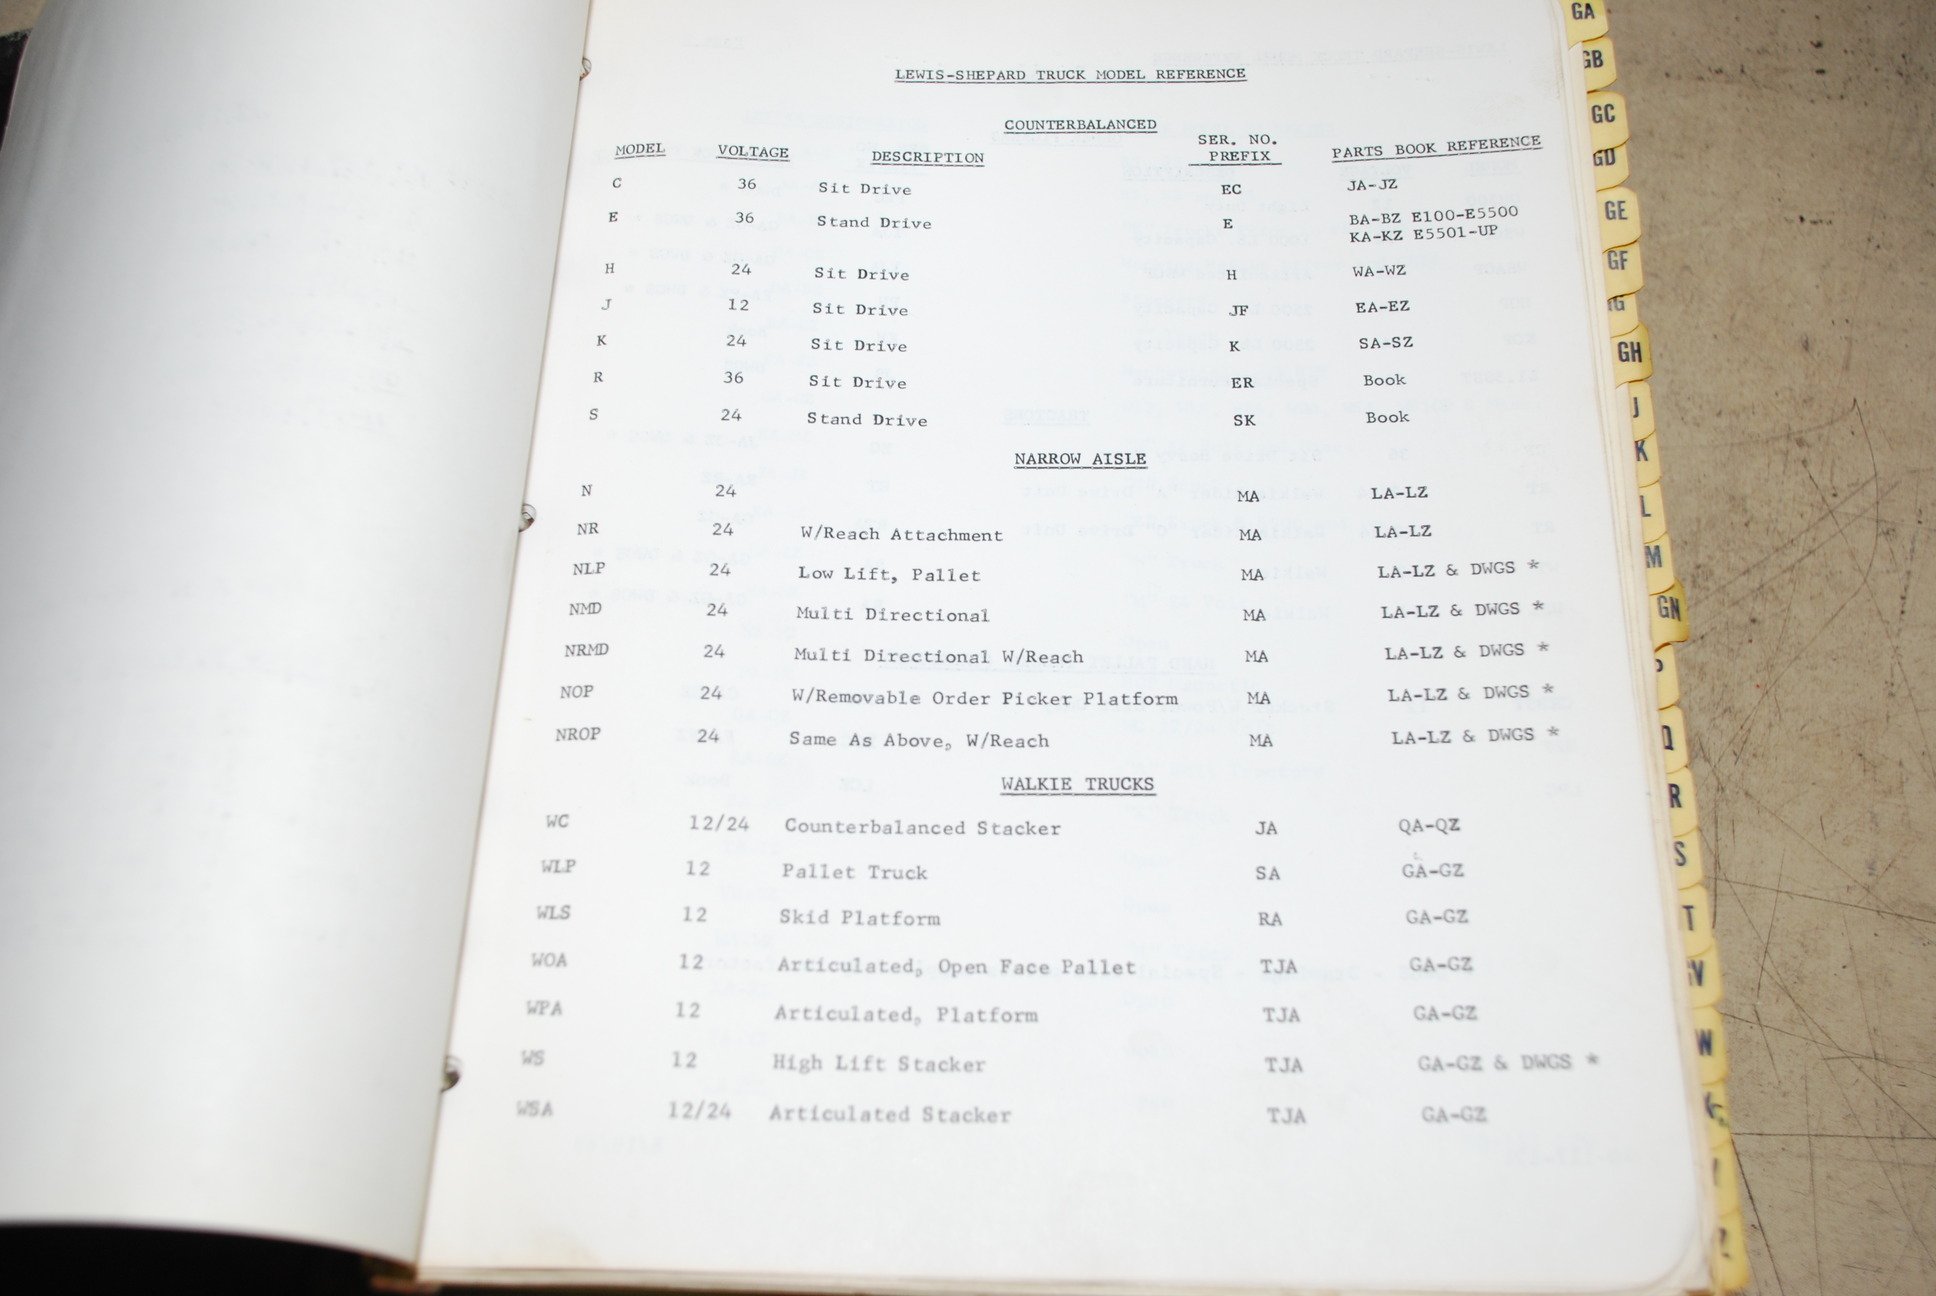 LEWIS-SHEPARD TRUCK MODEL REFERENCE
COUNTERBALANCED
MODEL VOLTAGE DESCRIPTION SER. NO. PREFIX PARTS BOOK REFERENCE
C 36 Sit Drive EC JA-JZ
E 36 Stand Drive E BA-BZ E100-E5500
KA-KZ E5501-UP
H 24 Sit Drive H WA-WZ
J 12 Sit Drive JF EA-EZ
K 24 Sit Drive K SA-SZ
R 36 Sit Drive ER Book
S 24 Stand Drive SK Book
NARROW AISLE
N 24 MA LA-LZ
NR 24 W/Reach Attachment MA LA-LZ
NLP 24 Low Lift, Pallet MA LA-LZ & DWGS *
NMD 24 Multi Directional MA LA-LZ & DWGS *
NRMD 24 Multi Directional W/Reach MA LA-LZ & DWGS *
NOP 24 W/Removable Order Picker Platform MA LA-LZ & DWGS *
NROP 24 Same As Above, W/Reach MA LA-LZ & DWGS *
WALKIE TRUCKS
WC 12/24 Counterbalanced Stacker JA QA-QZ
WLP 12 Pallet Truck SA GA-GZ
WLS 12 Skid Platform RA GA-GZ
WOA 12 Articulated, Open Face Pallet TJA GA-GZ
WPA 12 Articulated, Platform TJA GA-GZ
WS 12 High Lift Stacker TJA GA-GZ & DWGS *
WSA 12/24 Articulated Stacker TJA GA-GZ
GA
GB
GC
GD
GE
GF
GH
J
K
L
M
GN
Q
R
S
T
V
W